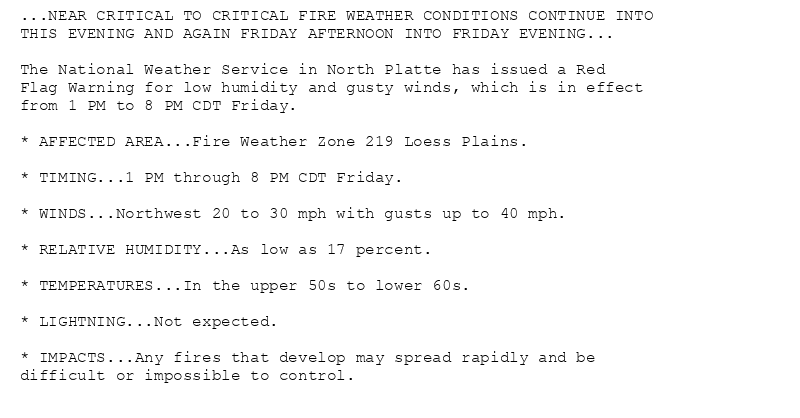 ...NEAR CRITICAL TO CRITICAL FIRE WEATHER CONDITIONS CONTINUE INTO
THIS EVENING AND AGAIN FRIDAY AFTERNOON INTO FRIDAY EVENING...
The National Weather Service in North Platte has issued a Red
Flag Warning for low humidity and gusty winds, which is in effect
from 1 PM to 8 PM CDT Friday.
* AFFECTED AREA...Fire Weather Zone 219 Loess Plains.
* TIMING...1 PM through 8 PM CDT Friday.
* WINDS...Northwest 20 to 30 mph with gusts up to 40 mph.
* RELATIVE HUMIDITY...As low as 17 percent.
* TEMPERATURES...In the upper 50s to lower 60s.
* LIGHTNING...Not expected.
* IMPACTS...Any fires that develop may spread rapidly and be
difficult or impossible to control.